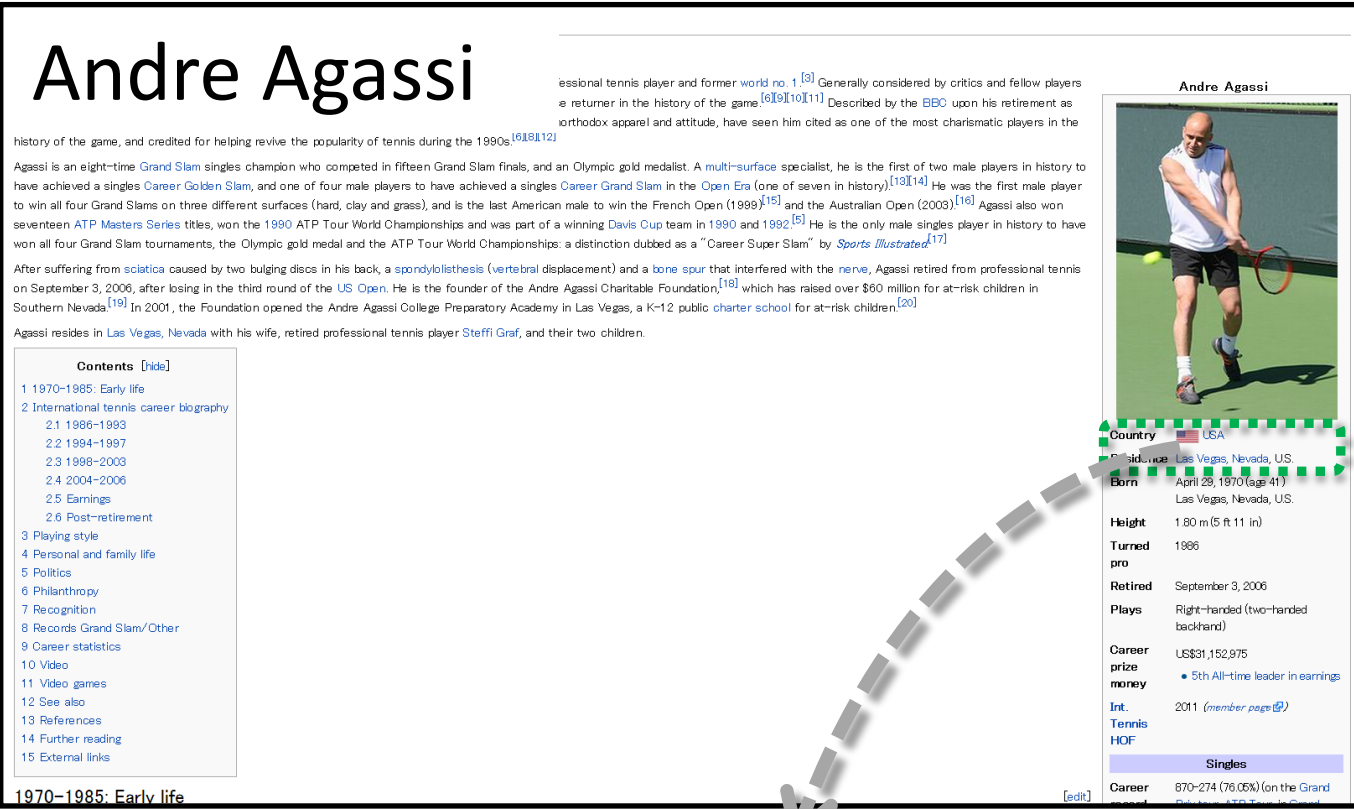 Andre Agassi
essional tennis player and former world no. 1.[3] Generally considered by critics and fellow players
e returner in the history of the game.[6][9][10][11] Described by the BBC upon his retirement as
orthodox apparel and attitude, have seen him cited as one of the most charismatic players in the
history of the game, and credited for helping revive the popularity of tennis during the 1990s.[6][8][12]
Agassi is an eight-time Grand Slam singles champion who competed in fifteen Grand Slam finals, and an Olympic gold medalist. A multi-surface specialist, he is the first of two male players in history to
have achieved a singles Career Golden Slam, and one of four male players to have achieved a singles Career Grand Slam in the Open Era (one of seven in history).[13][14] He was the first male player
to win all four Grand Slams on three different surfaces (hard, clay and grass), and is the last American male to win the French Open (1999)[15] and the Australian Open (2003).[16] Agassi also won
seventeen ATP Masters Series titles, won the 1990 ATP Tour World Championships and was part of a winning Davis Cup team in 1990 and 1992.[5] He is the only male singles player in history to have
won all four Grand Slam tournaments, the Olympic gold medal and the ATP Tour World Championships: a distinction dubbed as a "Career Super Slam" by Sports Illustrated.[17]
After suffering from sciatica caused by two bulging discs in his back, a spondylolisthesis (vertebral displacement) and a bone spur that interfered with the nerve, Agassi retired from professional tennis
on September 3, 2006, after losing in the third round of the US Open. He is the founder of the Andre Agassi Charitable Foundation,[18] which has raised over $60 million for at-risk children in
Southern Nevada.[19] In 2001, the Foundation opened the Andre Agassi College Preparatory Academy in Las Vegas, a K-12 public charter school for at-risk children.[20]
Agassi resides in Las Vegas, Nevada with his wife, retired professional tennis player Steffi Graf, and their two children.
Contents [hide]
1 1970-1985: Early life
2 International tennis career biography
2.1 1986-1993
2.2 1994-1997
2.3 1998-2003
2.4 2004-2006
2.5 Earnings
2.6 Post-retirement
3 Playing style
4 Personal and family life
5 Politics
6 Philanthropy
7 Recognition
8 Records Grand Slam/Other
9 Career statistics
10 Video
11 Video games
12 See also
13 References
14 Further reading
15 External links
1970-1985: Early life [edit]
Andre Agassi
Country USA
Residence Las Vegas, Nevada, U.S.
Born April 29, 1970 (age 41)
Las Vegas, Nevada, U.S.
Height 1.80 m (5 ft 11 in)
Turned 1986
pro
Retired September 3, 2006
Plays Right-handed (two-handed
backhand)
Career US$31,152,975
prize
money • 5th All-time leader in earnings
Int. 2011 (member page)
Tennis
HOF
Singles
Career 870-274 (76.05%) (on the Grand